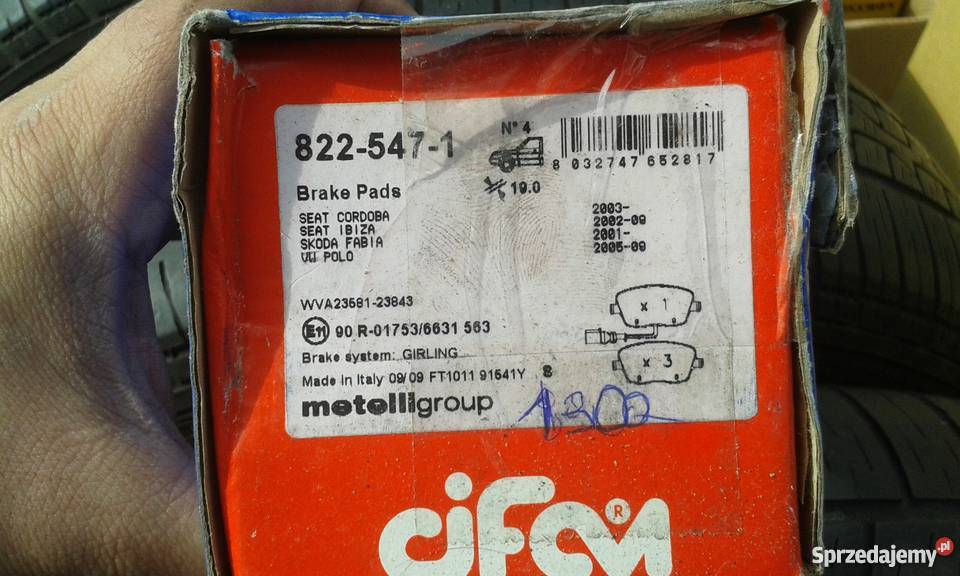 822-547-1
N° 4
19.0
8 032747 652817
Brake Pads
SEAT CORDOBA 2003-
SEAT IBIZA 2002-09
SKODA FABIA 2001-
VW POLO 2005-09
WVA23581-23843
x 1
E11 90 R-01753/6631 563
Brake system: GIRLING
x 3
Made in Italy 09/09 FT1011 91541Y 8
metelligroup
cifam®
Sprzedajemy.pl